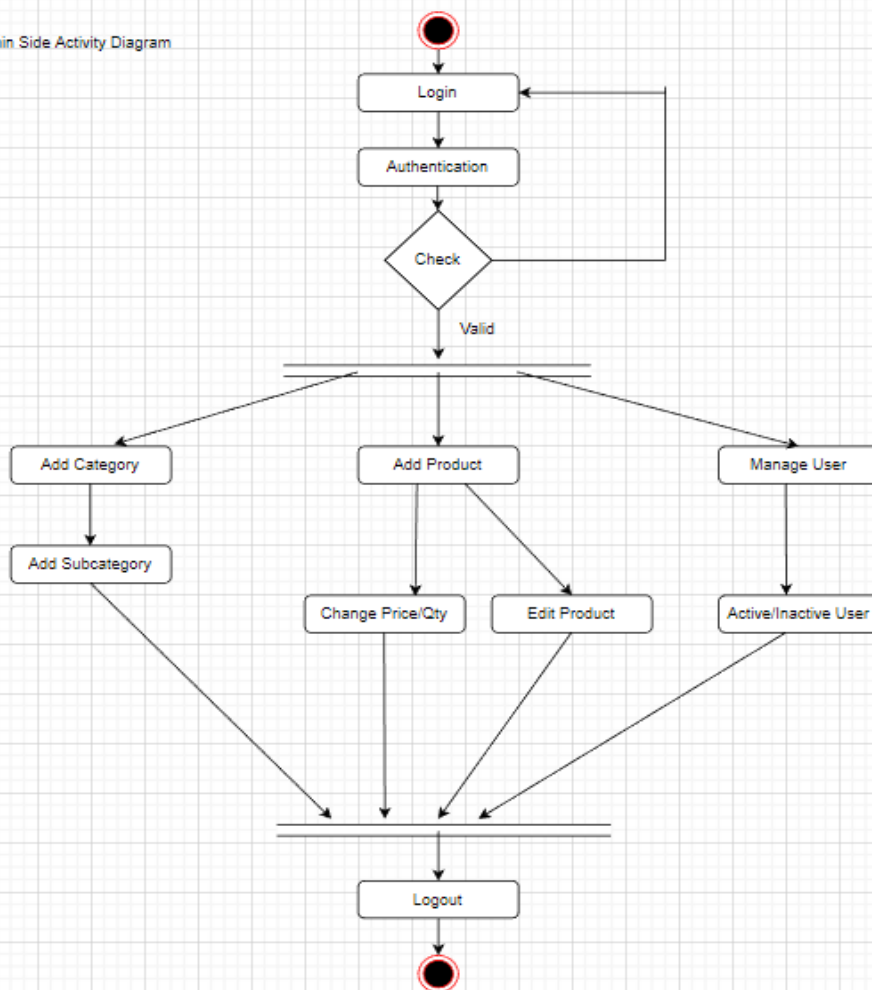 in Side Activity Diagram
Login
Authentication
Check
Valid
Add Category
Add Product
Manage User
Add Subcategory
Change Price/Qty
Edit Product
Active/Inactive User
Logout